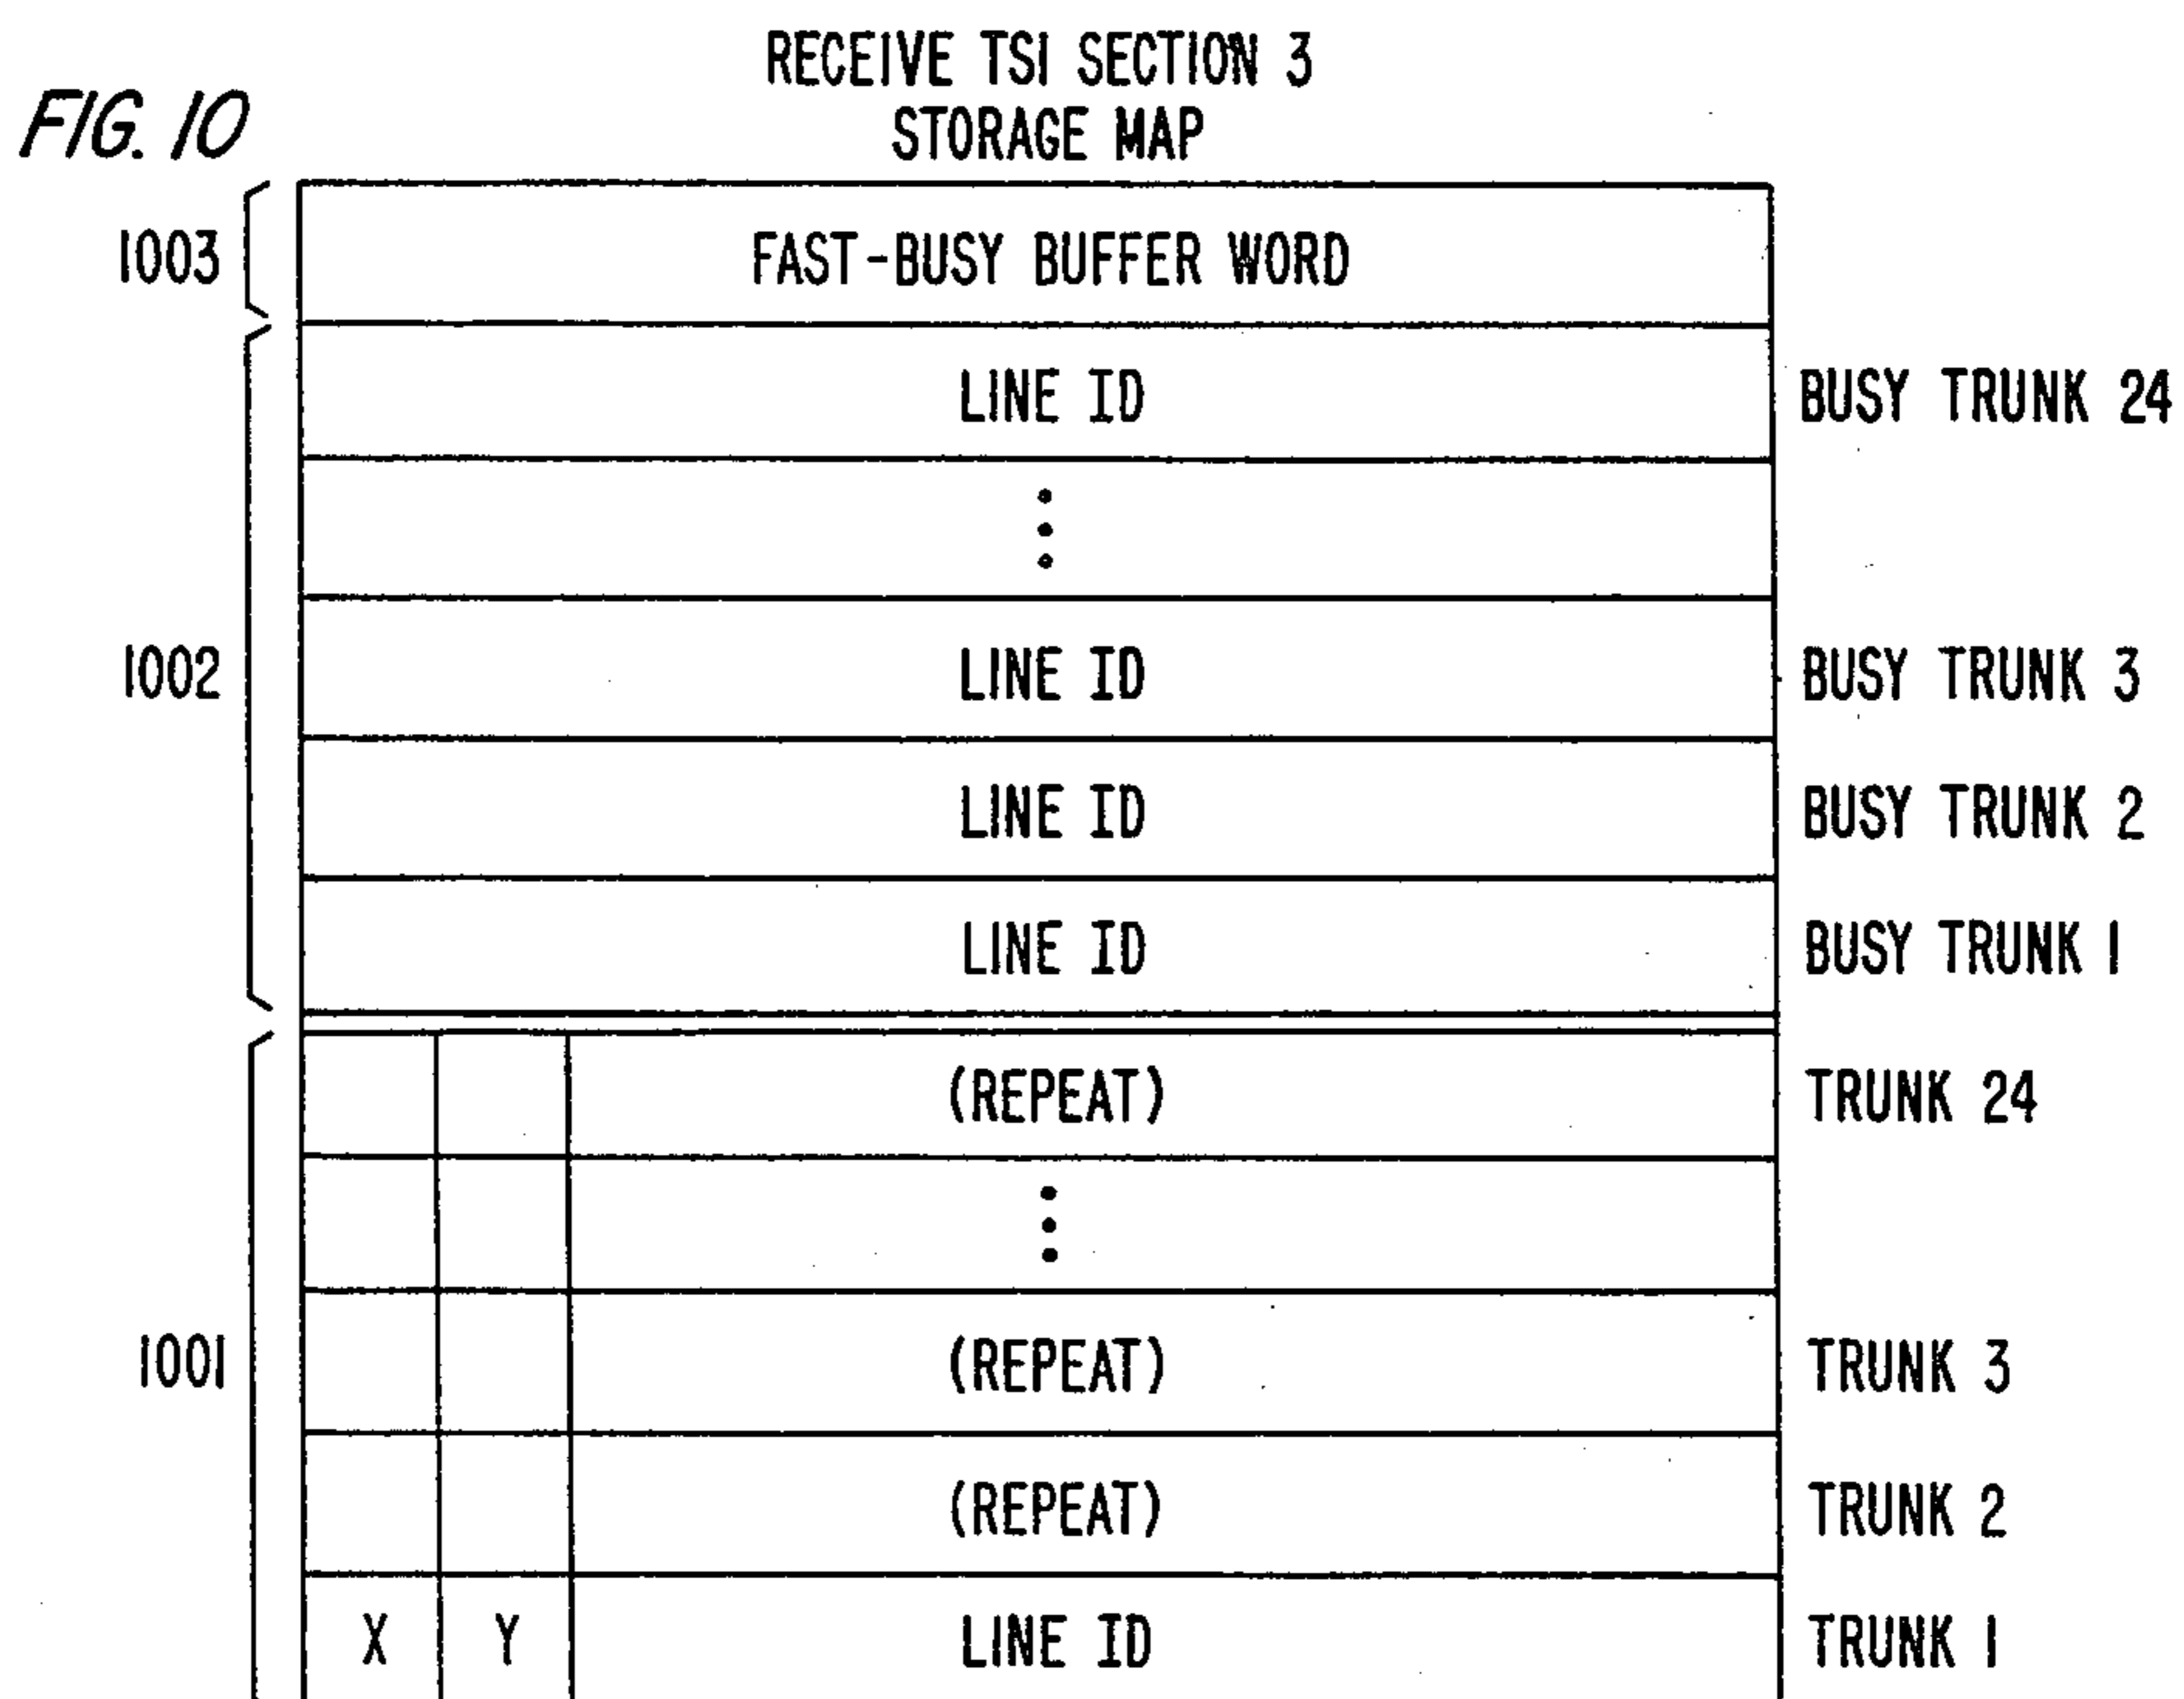 RECEIVE TSI SECTION 3
STORAGE MAP
FIG. 10
1003
FAST-BUSY BUFFER WORD
LINE ID BUSY TRUNK 24
1002
LINE ID BUSY TRUNK 3
LINE ID BUSY TRUNK 2
LINE ID BUSY TRUNK 1
(REPEAT) TRUNK 24
1001
(REPEAT) TRUNK 3
(REPEAT) TRUNK 2
X Y LINE ID TRUNK 1